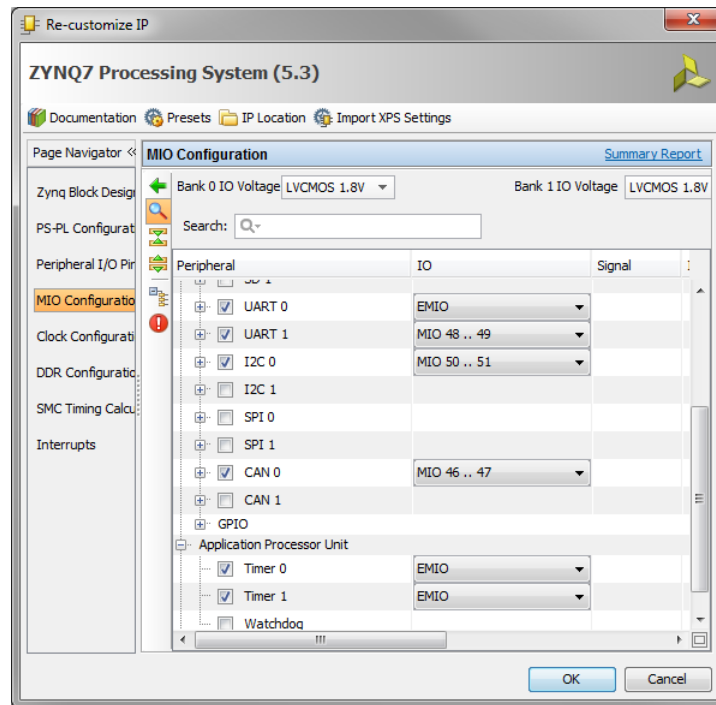 Re-customize IP
ZYNQ7 Processing System (5.3)
Documentation Presets IP Location Import XPS Settings
Page Navigator MIO Configuration Summary Report
Zynq Block Design
PS-PL Configurat
Peripheral I/O Pin
MIO Configuratio
Clock Configurati
DDR Configuratio
SMC Timing Calcu
Interrupts
Bank 0 IO Voltage LVCMOS 1.8V Bank 1 IO Voltage LVCMOS 1.8V
Search:
Peripheral IO Signal
SD 1
UART 0 EMIO
UART 1 MIO 48 .. 49
I2C 0 MIO 50 .. 51
I2C 1
SPI 0
SPI 1
CAN 0 MIO 46 .. 47
CAN 1
GPIO
Application Processor Unit
Timer 0 EMIO
Timer 1 EMIO
Watchdog
OK Cancel